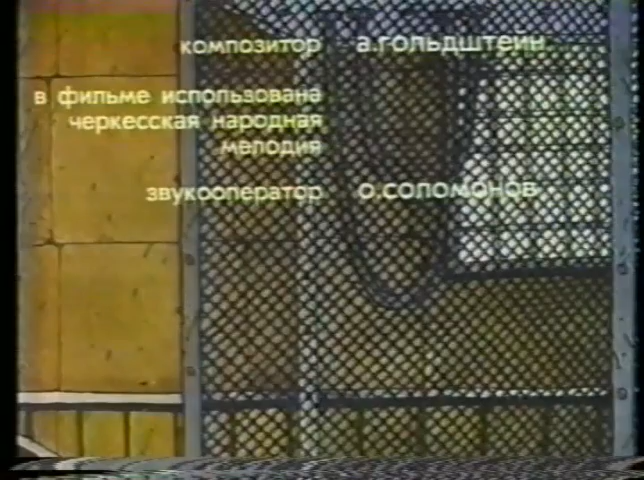 композитор а.гольдштейн
в фильме использована
черкесская народная
мелодия
звукооператор о.соломонов